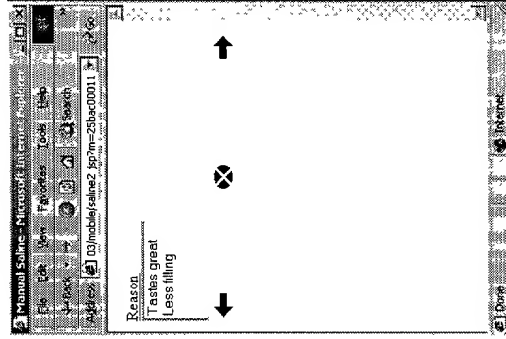 Manual Saline - Microsoft Internet Explorer
File Edit View Favorites Tools Help
Back Search
Address 03/mobile/saline2.jsp?m=25bac00011 Go
Reason
Tastes great
Less filling
Done Internet